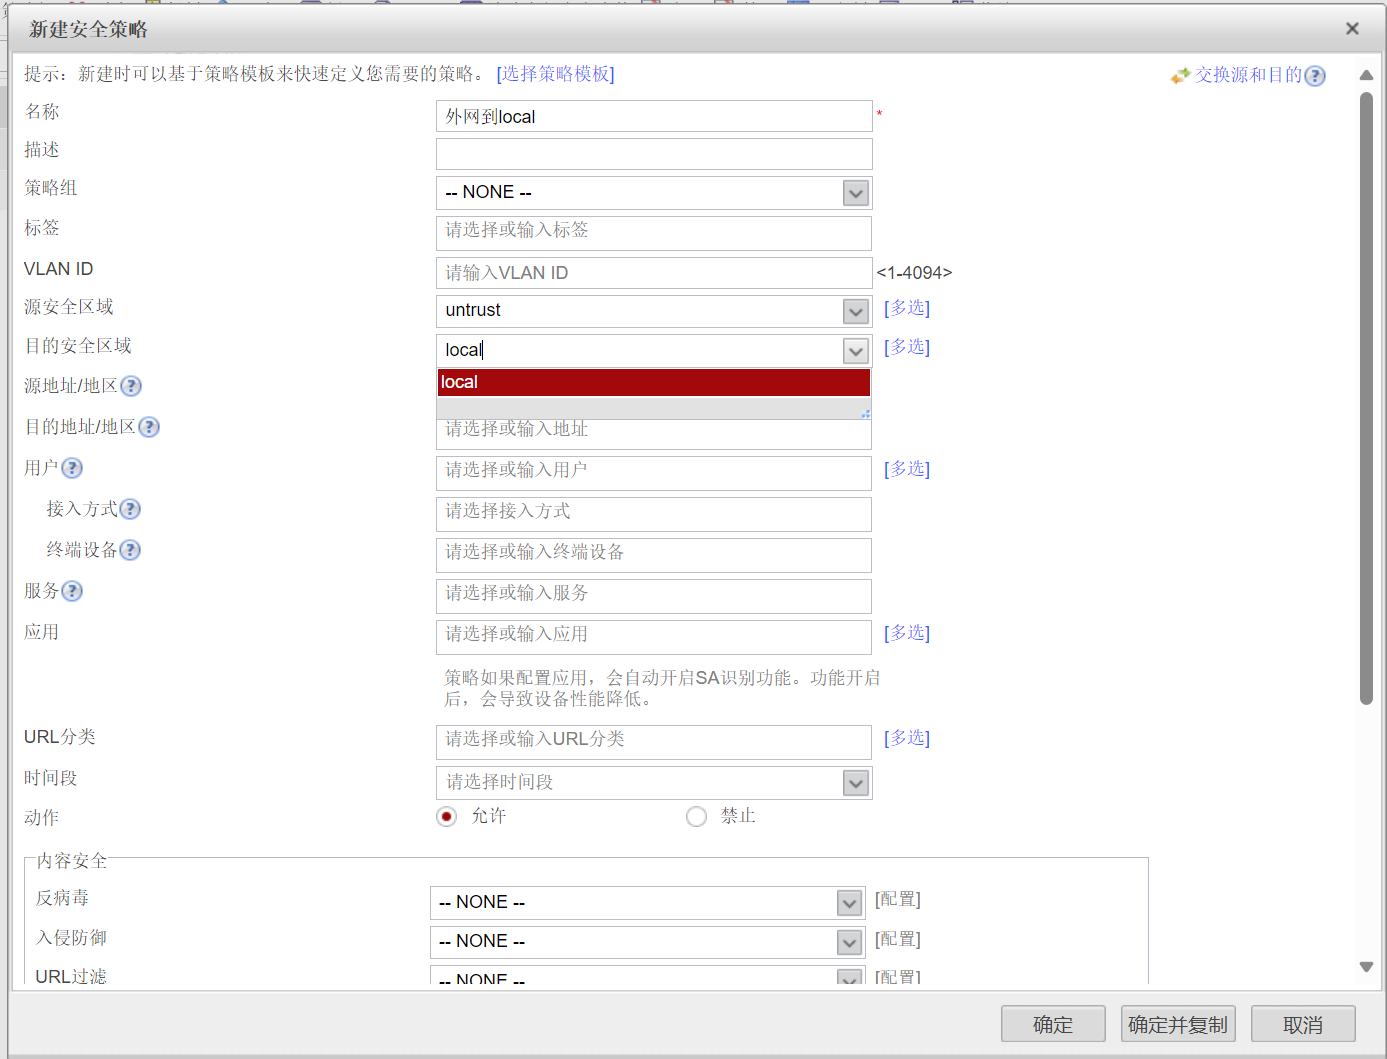 新建安全策略
提示：新建时可以基于策略模板来快速定义您需要的策略。 [选择策略模板]
交换源和目的
名称
外网到local *
描述
策略组
-- NONE --
标签
请选择或输入标签
VLAN ID
请输入VLAN ID <1-4094>
源安全区域
untrust [多选]
目的安全区域
local [多选]
local
源地址/地区
目的地址/地区
请选择或输入地址
用户
请选择或输入用户 [多选]
接入方式
请选择接入方式
终端设备
请选择或输入终端设备
服务
请选择或输入服务
应用
请选择或输入应用 [多选]
策略如果配置应用，会自动开启SA识别功能。功能开启
后，会导致设备性能降低。
URL分类
请选择或输入URL分类 [多选]
时间段
请选择时间段
动作
允许 禁止
内容安全
反病毒
-- NONE -- [配置]
入侵防御
-- NONE -- [配置]
URL过滤
-- NONE -- [配置]
确定 确定并复制 取消